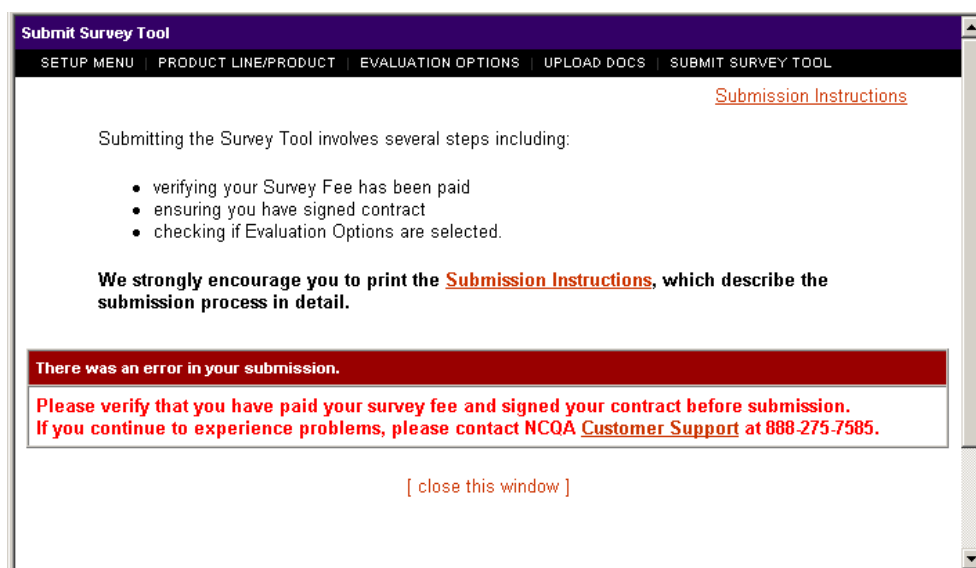 Submit Survey Tool
SETUP MENU | PRODUCT LINE/PRODUCT | EVALUATION OPTIONS | UPLOAD DOCS | SUBMIT SURVEY TOOL
Submission Instructions
Submitting the Survey Tool involves several steps including:
• verifying your Survey Fee has been paid
• ensuring you have signed contract
• checking if Evaluation Options are selected.
We strongly encourage you to print the Submission Instructions, which describe the
submission process in detail.
There was an error in your submission.
Please verify that you have paid your survey fee and signed your contract before submission.
If you continue to experience problems, please contact NCQA Customer Support at 888-275-7585.
[ close this window ]